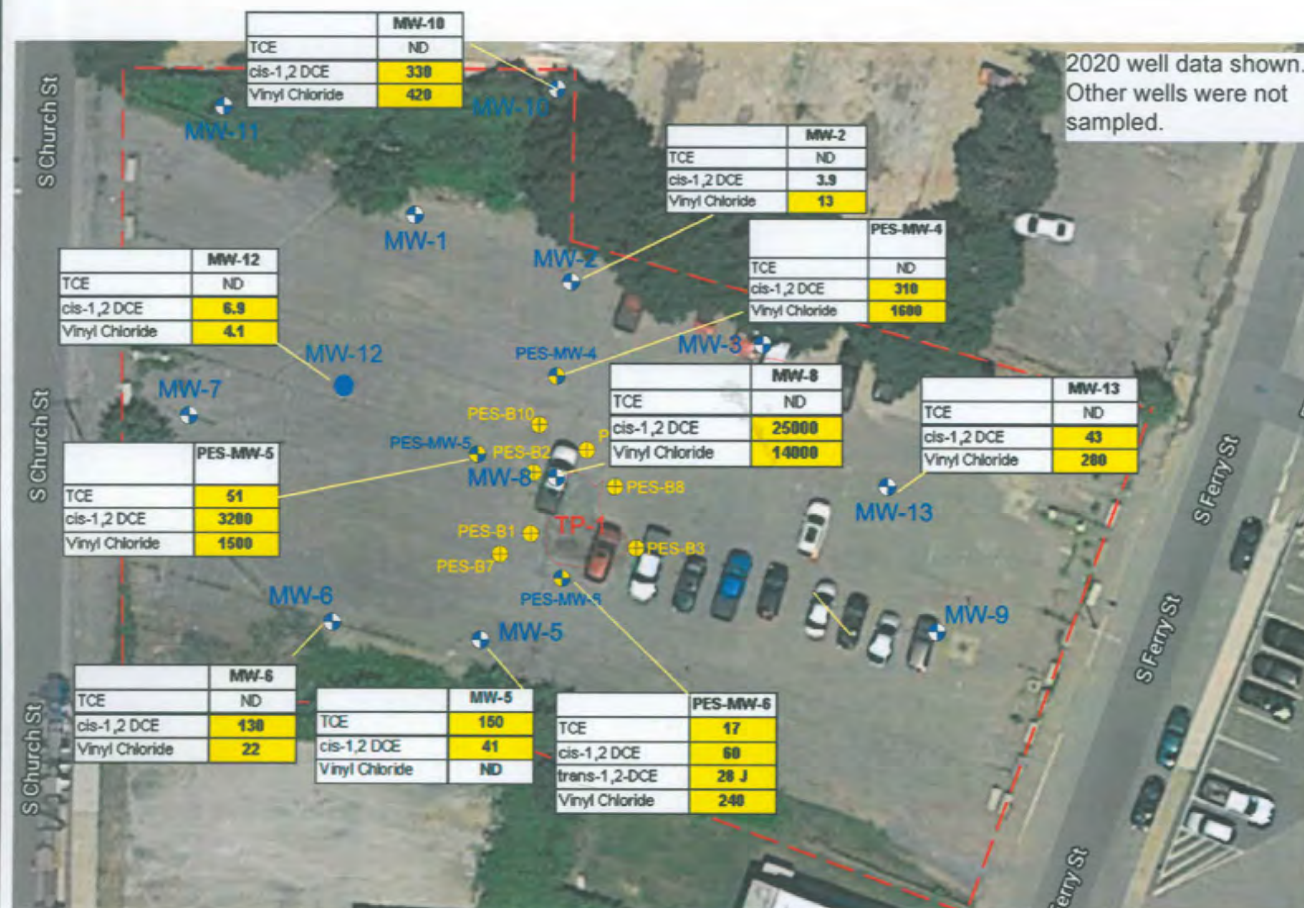 MW-10
TCE ND
cis-1,2 DCE 330
Vinyl Chloride 420
2020 well data shown.
Other wells were not
sampled.
S Church St
MW-11
MW-10
MW-2
TCE ND
cis-1,2 DCE 3.9
Vinyl Chloride 13
MW-1
MW-2
PES-MW-4
TCE ND
cis-1,2 DCE 310
Vinyl Chloride 1600
MW-12
TCE ND
cis-1,2 DCE 6.9
Vinyl Chloride 4.1
MW-12
PES-MW-4
MW-3
MW-8
TCE ND
cis-1,2 DCE 25000
Vinyl Chloride 14000
MW-13
TCE ND
cis-1,2 DCE 43
Vinyl Chloride 280
MW-7
S Church St
PES-B10
PES-MW-5
PES-B2
MW-8
PES-B8
MW-13
S Ferry St
S Ferry St
PES-MW-5
TCE 51
cis-1,2 DCE 3200
Vinyl Chloride 1500
TP-1
PES-B1
PES-B7
PES-B3
PES-MW-6
MW-6
MW-5
MW-9
S Ferry St
MW-6
TCE ND
cis-1,2 DCE 130
Vinyl Chloride 22
MW-5
TCE 150
cis-1,2 DCE 41
Vinyl Chloride ND
PES-MW-6
TCE 17
cis-1,2 DCE 60
trans-1,2-DCE 28 J
Vinyl Chloride 240
S Church St
Ferry St